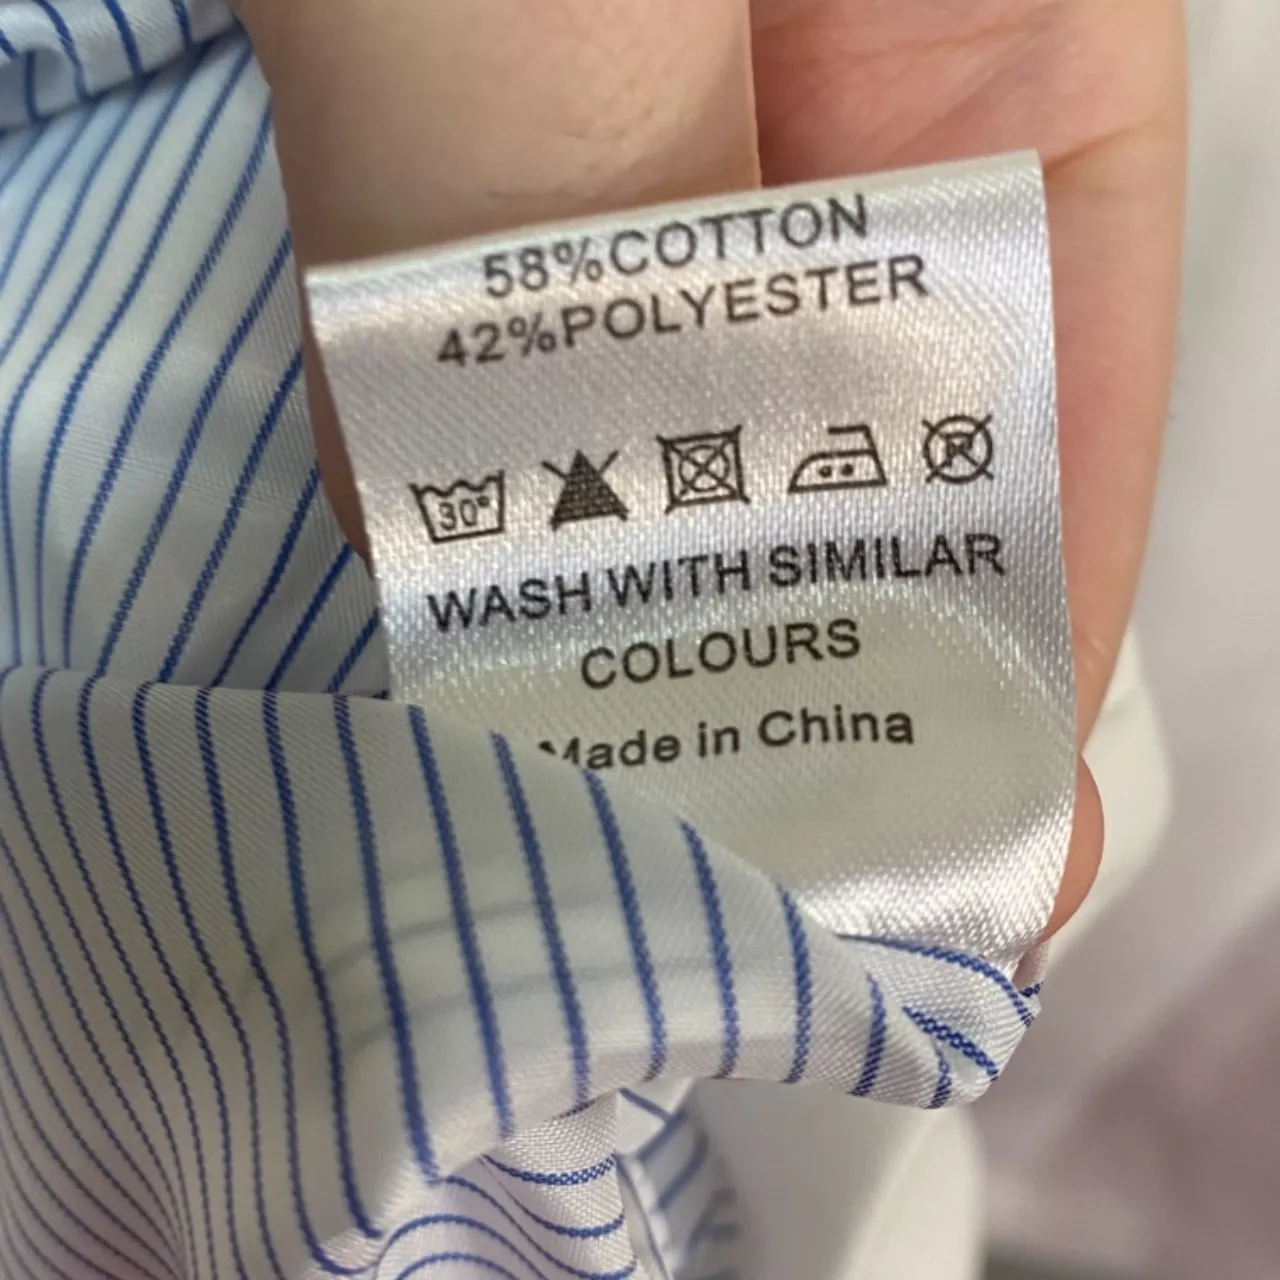 58%COTTON
42%POLYESTER
30°
WASH WITH SIMILAR
COLOURS
Made in China